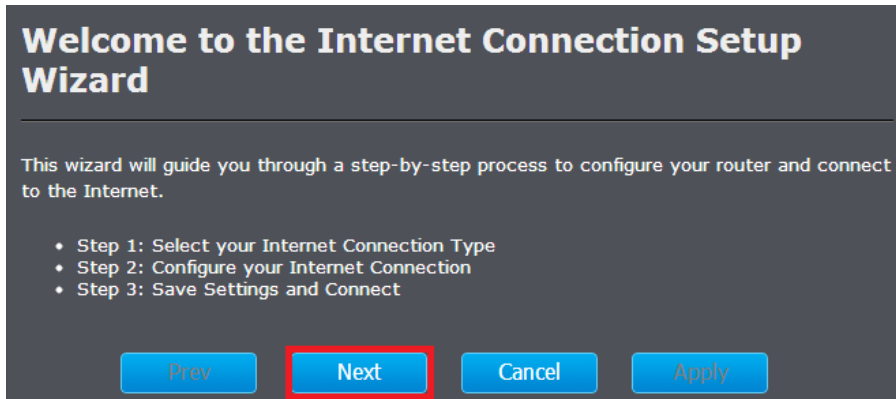 Welcome to the Internet Connection Setup
Wizard
This wizard will guide you through a step-by-step process to configure your router and connect
to the Internet.
• Step 1: Select your Internet Connection Type
• Step 2: Configure your Internet Connection
• Step 3: Save Settings and Connect
Prev Next Cancel Apply